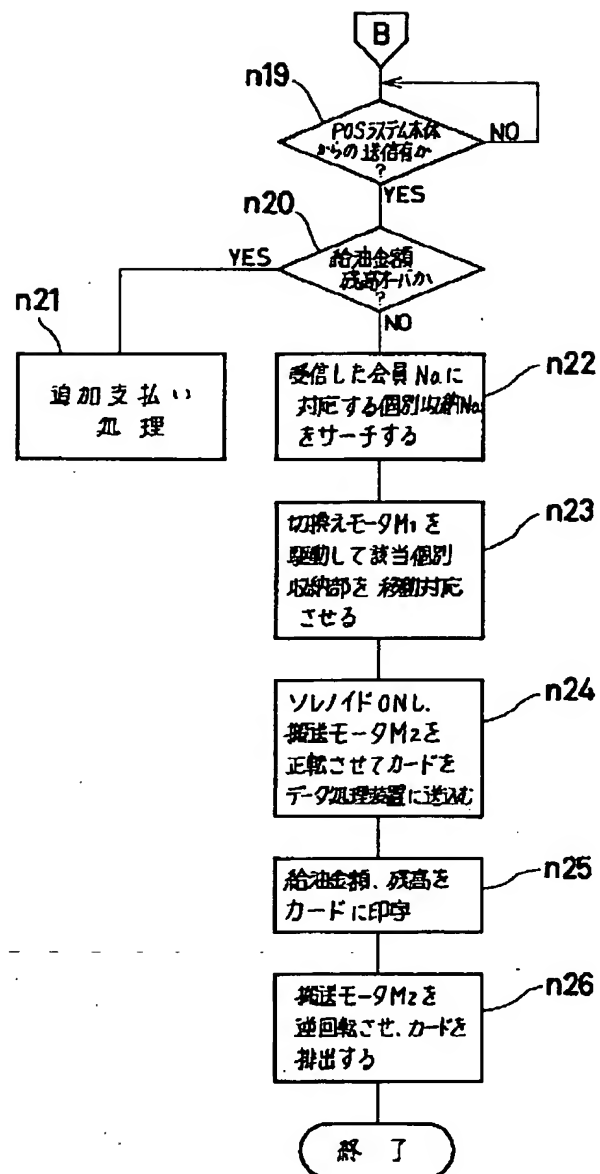 B
n19
POSシステム本体
からの送信有か
?
NO
YES
n20
給油金額
残高オーバか
?
YES
NO
n21
追加支払い
処理
n22
受信した会員Noに
対応する個別収納No
をサーチする
n23
切換えモータM1を
駆動して該当個別
収納部を移動対応
させる
n24
ソレノイドONし、
搬送モータM2を
正転させてカードを
データ処理装置に送込む
n25
給油金額、残高を
カードに印字
n26
搬送モータM2を
逆回転させ、カードを
排出する
終了